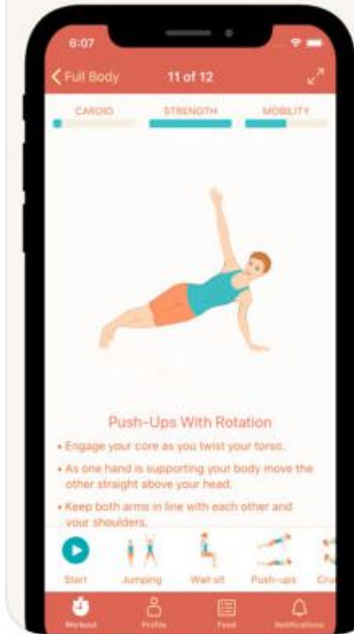 6:07
Full Body 11 of 12
CARDIO STRENGTH MOBILITY
Push-Ups With Rotation
• Engage your core as you twist your torso.
• As one hand is supporting your body move the
other straight above your head.
• Keep both arms in line with each other and
your shoulders.
Start Jumping Wall sit Push-ups
Workout Profile Feed Notifications